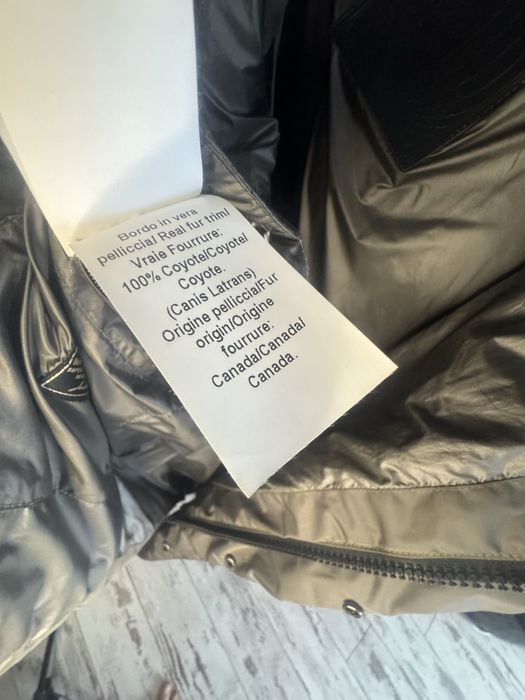 Bordo in vera
pelliccia/ Real fur trim/
Vraie Fourrure:
100% Coyote/Coyote/
Coyote.
(Canis Latrans)
Origine pelliccia/Fur
origin/Origine
fourrure:
Canada/Canada/
Canada.